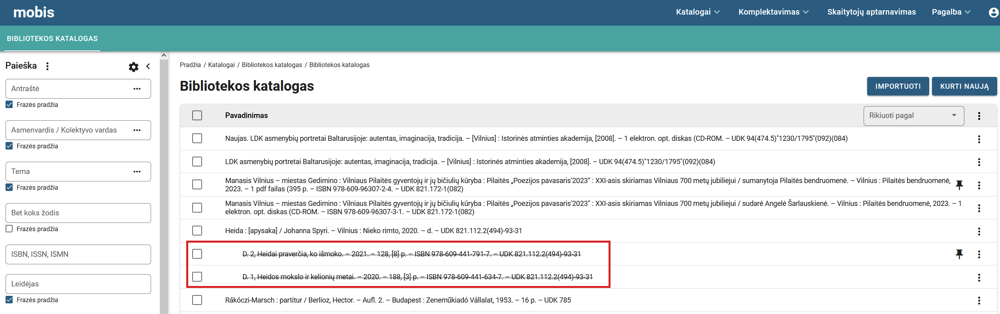 mobis
Katalogai
Komplektavimas
Skaitytojų aptarnavimas
Pagalba
BIBLIOTEKOS KATALOGAS
Paieška
Antraštė
Frazės pradžia
Asmenvardis / Kolektyvo vardas
Frazės pradžia
Tema
Frazės pradžia
Bet koks žodis
Frazės pradžia
ISBN, ISSN, ISMN
Leidėjas
Frazės pradžia
Pradžia / Katalogai / Bibliotekos katalogas / Bibliotekos katalogas
Bibliotekos katalogas
IMPORTUOTI
KURTI NAUJĄ
Pavadinimas
Rikiuoti pagal
Naujas. LDK asmenybių portretai Baltarusijoje: autentas, imaginacija, tradicija. – [Vilnius] : Istorinės atminties akademija, [2008]. – 1 elektron. opt. diskas (CD-ROM. – UDK 94(474.5)"1230/1795"(092)(084)
LDK asmenybių portretai Baltarusijoje: autentas, imaginacija, tradicija. – [Vilnius] : Istorinės atminties akademija, [2008]. – UDK 94(474.5)"1230/1795"(092)(084)
Manasis Vilnius – miestas Gedimino : Vilniaus Pilaitės gyventojų ir jų bičiulių kūryba : Pilaitės „Poezijos pavasaris’2023“ : XXI-asis skiriamas Vilniaus 700 metų jubiliejui / sumanytoja Pilaitės bendruomenė. – Vilnius : Pilaitės bendruomenė,
2023. – 1 pdf failas (395 p. – ISBN 978-609-96307-2-4. – UDK 821.172-1(082)
Manasis Vilnius – miestas Gedimino : Vilniaus Pilaitės gyventojų ir jų bičiulių kūryba : Pilaitės „Poezijos pavasaris’2023“ : XXI-asis skiriamas Vilniaus 700 metų jubiliejui / sudarė Angelė Šarlauskienė. – Vilnius : Pilaitės bendruomenė, 2023. – 1
elektron. opt. diskas (CD-ROM. – ISBN 978-609-96307-3-1. – UDK 821.172-1(082)
Heida : [apysaka] / Johanna Spyri. – Vilnius : Nieko rimto, 2020. – d. – UDK 821.112.2(494)-93-31
D. 2, Heidai praverčia, ko išmoko. – 2021. – 128, [8] p. – ISBN 978-609-441-791-7. – UDK 821.112.2(494)-93-31
D. 1, Heidos mokslo ir kelionių metai. – 2020. – 188, [3] p. – ISBN 978-609-441-634-7. – UDK 821.112.2(494)-93-31
Rákóczi-Marsch : partitur / Berlioz, Hector. – Aufl. 2. – Budapest : Zeneműkiadó Vállalat, 1953. – 16 p. – UDK 785